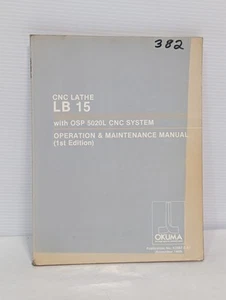 382
CNC LATHE
LB 15
with OSP 5020L CNC SYSTEM
OPERATION & MAINTENANCE MANUAL
(1st Edition)
OKUMA